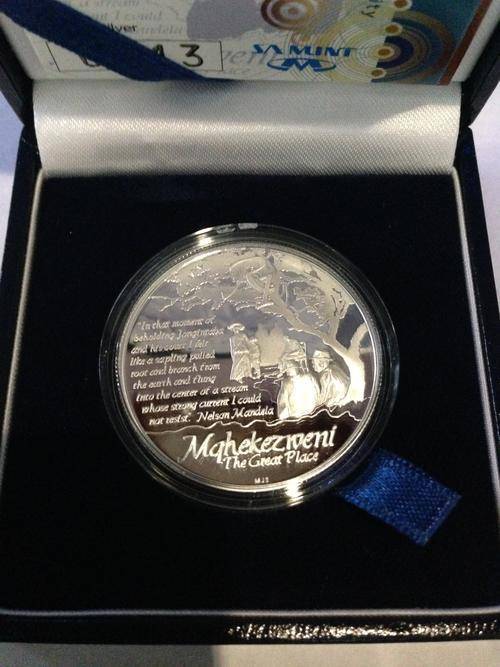 SA MINT
"In that moment of
beholding Jongintaba
and his court I felt
like a sapling pulled
root and branch from
the earth and flung
into the center of a stream
whose strong current I could
not resist." Nelson Mandela
Mqhekezweni
The Great Place
MJS